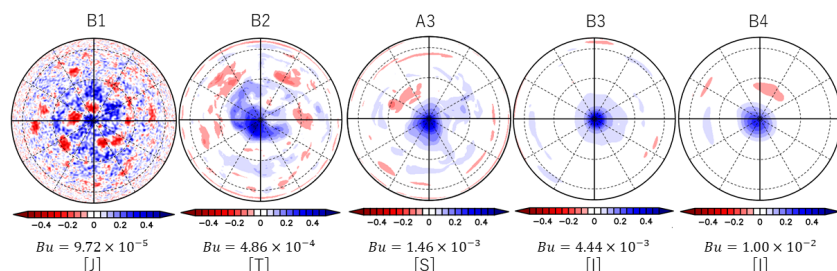 B1 B2 A3 B3 B4
-0.4 -0.2 0 0.2 0.4 -0.4 -0.2 0 0.2 0.4 -0.4 -0.2 0 0.2 0.4 -0.4 -0.2 0 0.2 0.4 -0.4 -0.2 0 0.2 0.4
Bu = 9.72 × 10⁻⁵ Bu = 4.86 × 10⁻⁴ Bu = 1.46 × 10⁻³ Bu = 4.44 × 10⁻³ Bu = 1.00 × 10⁻²
[J] [T] [S] [I] [I]